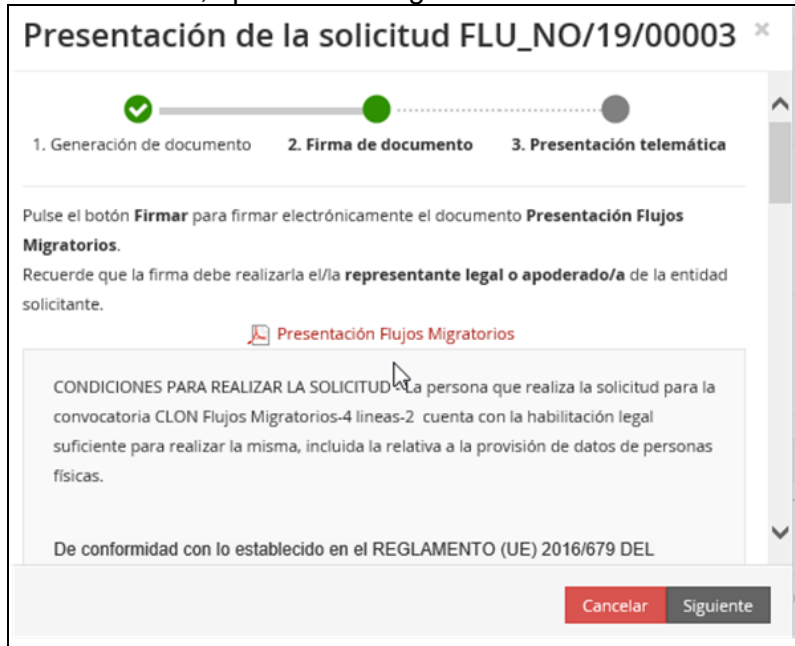 Presentación de la solicitud FLU_NO/19/00003 ×
1. Generación de documento 2. Firma de documento 3. Presentación telemática
Pulse el botón Firmar para firmar electrónicamente el documento Presentación Flujos
Migratorios.
Recuerde que la firma debe realizarla el/la representante legal o apoderado/a de la entidad
solicitante.
Presentación Flujos Migratorios
CONDICIONES PARA REALIZAR LA SOLICITUD La persona que realiza la solicitud para la
convocatoria CLON Flujos Migratorios-4 lineas-2 cuenta con la habilitación legal
suficiente para realizar la misma, incluida la relativa a la provisión de datos de personas
físicas.
De conformidad con lo establecido en el REGLAMENTO (UE) 2016/679 DEL
Cancelar Siguiente